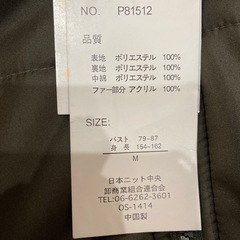 NO. P81512
品質
表地 ポリエステル 100%
裏地 ポリエステル 100%
中綿 ポリエステル 100%
ファー部分 アクリル 100%
SIZE:
バスト 79-87
身長 154-162
M
日本ニット中央
卸商業組合連合会
TEL:06-6262-3601
OS-1414
中国製